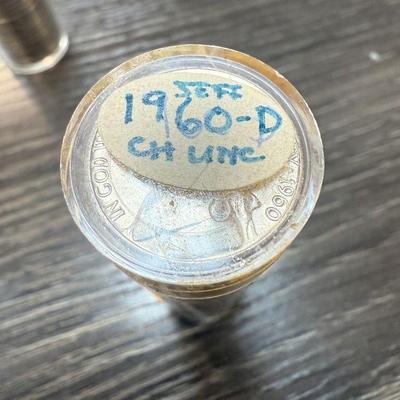 JEFF
1960-D
CH UNC
IN GOD
1960